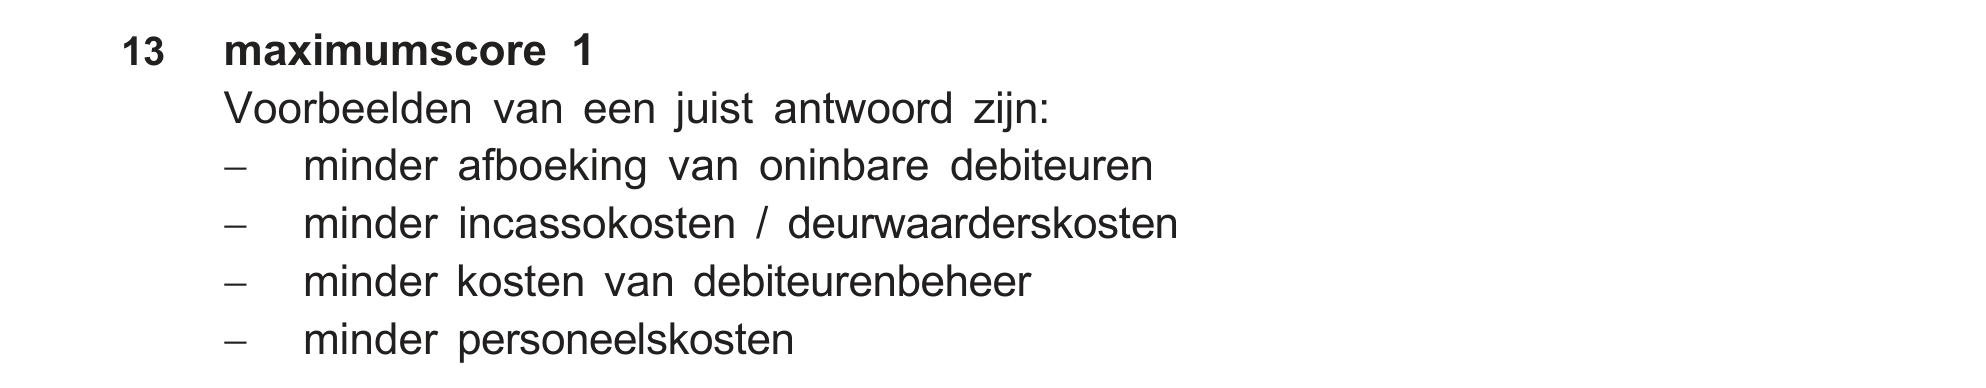 13 maximumscore 1
Voorbeelden van een juist antwoord zijn:
– minder afboeking van oninbare debiteuren
– minder incassokosten / deurwaarderskosten
– minder kosten van debiteurenbeheer
– minder personeelskosten